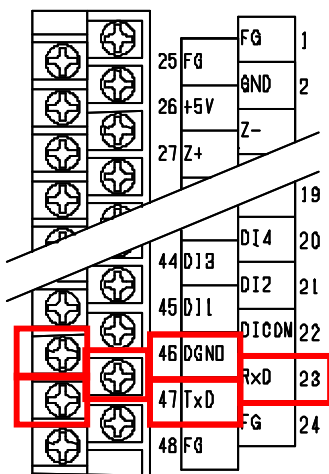 FG 1
25 FG
GND 2
26 +5V
Z-
27 Z+
19
DI4 20
44 DI3
DI2 21
45 DI1
DICOM 22
46 DGND
RxD 23
47 TxD
FG 24
48 FG